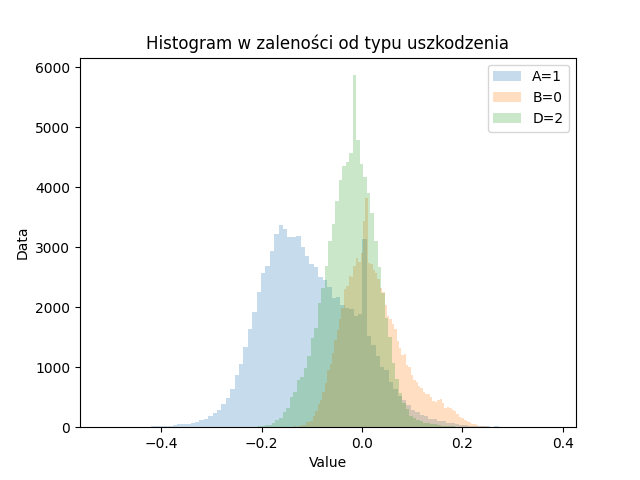 Histogram w zaleności od typu uszkodzenia
A=1
B=0
D=2
Data
6000
5000
4000
3000
2000
1000
0
−0.4
−0.2
0.0
0.2
0.4
Value